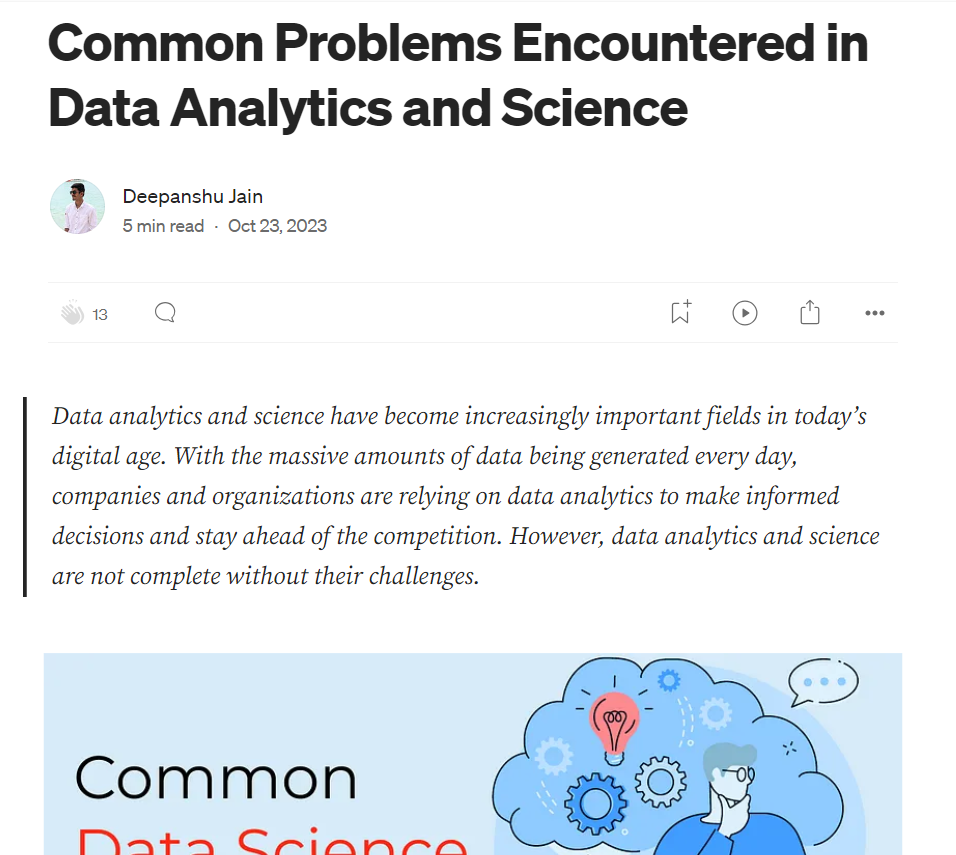 Common Problems Encountered in
Data Analytics and Science
Deepanshu Jain
5 min read · Oct 23, 2023
13
Data analytics and science have become increasingly important fields in today’s
digital age. With the massive amounts of data being generated every day,
companies and organizations are relying on data analytics to make informed
decisions and stay ahead of the competition. However, data analytics and science
are not complete without their challenges.
Common
Data Science